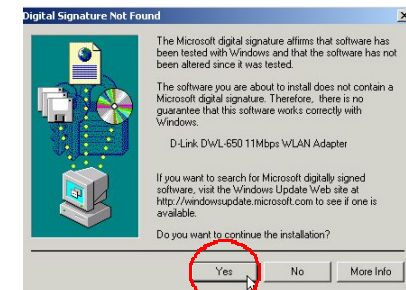 Digital Signature Not Found
The Microsoft digital signature affirms that software has
been tested with Windows and that the software has not
been altered since it was tested.
The software you are about to install does not contain a
Microsoft digital signature. Therefore, there is no
guarantee that this software works correctly with
Windows.
D-Link DWL-650 11Mbps WLAN Adapter
If you want to search for Microsoft digitally signed
software, visit the Windows Update Web site at
http://windowsupdate.microsoft.com to see if one is
available.
Do you want to continue the installation?
Yes
No
More Info